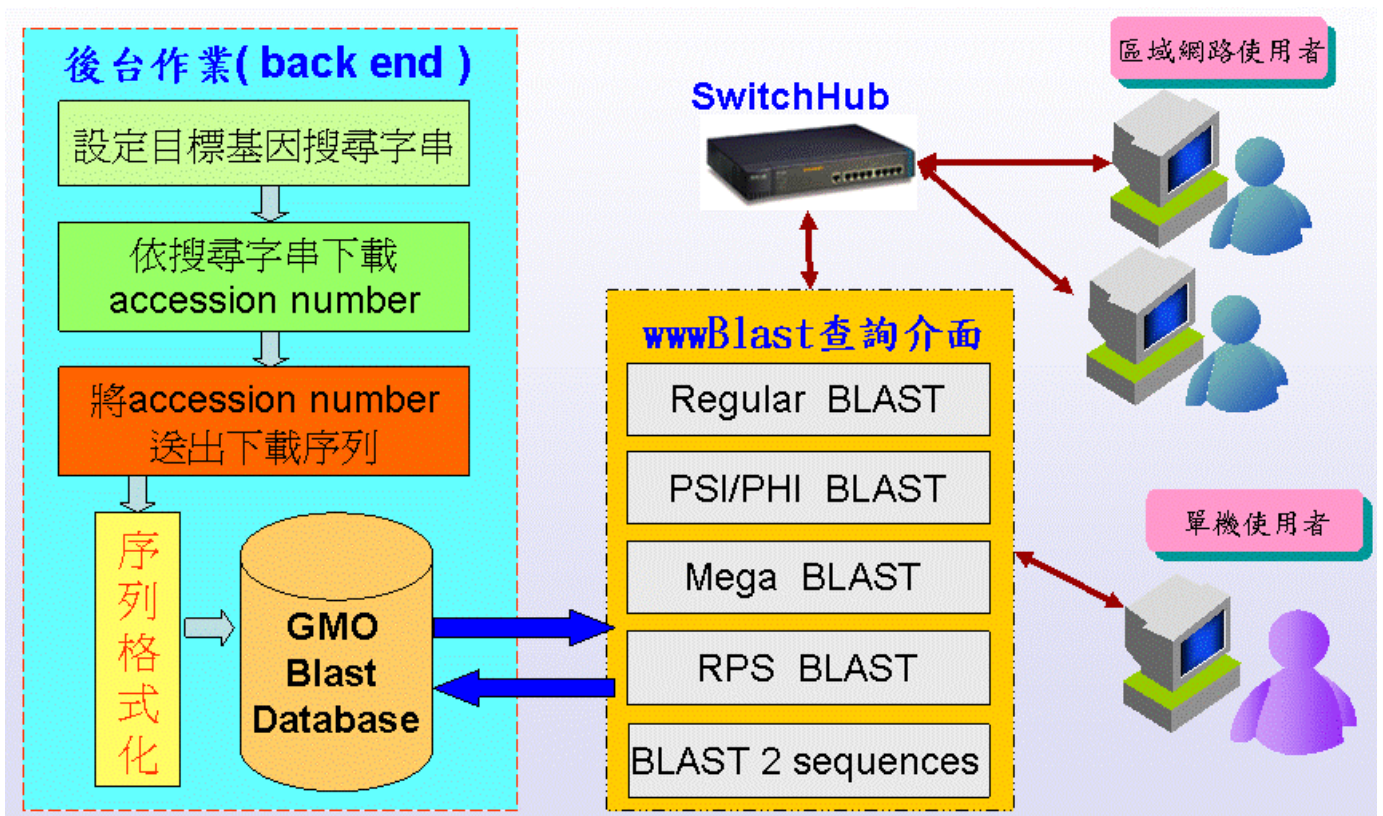 後台作業( back end )
設定目標基因搜尋字串
依搜尋字串下載
accession number
將accession number
送出下載序列
序列格式化
GMO
Blast
Database
SwitchHub
wwwBlast查詢介面
Regular BLAST
PSI/PHI BLAST
Mega BLAST
RPS BLAST
BLAST 2 sequences
區域網路使用者
單機使用者